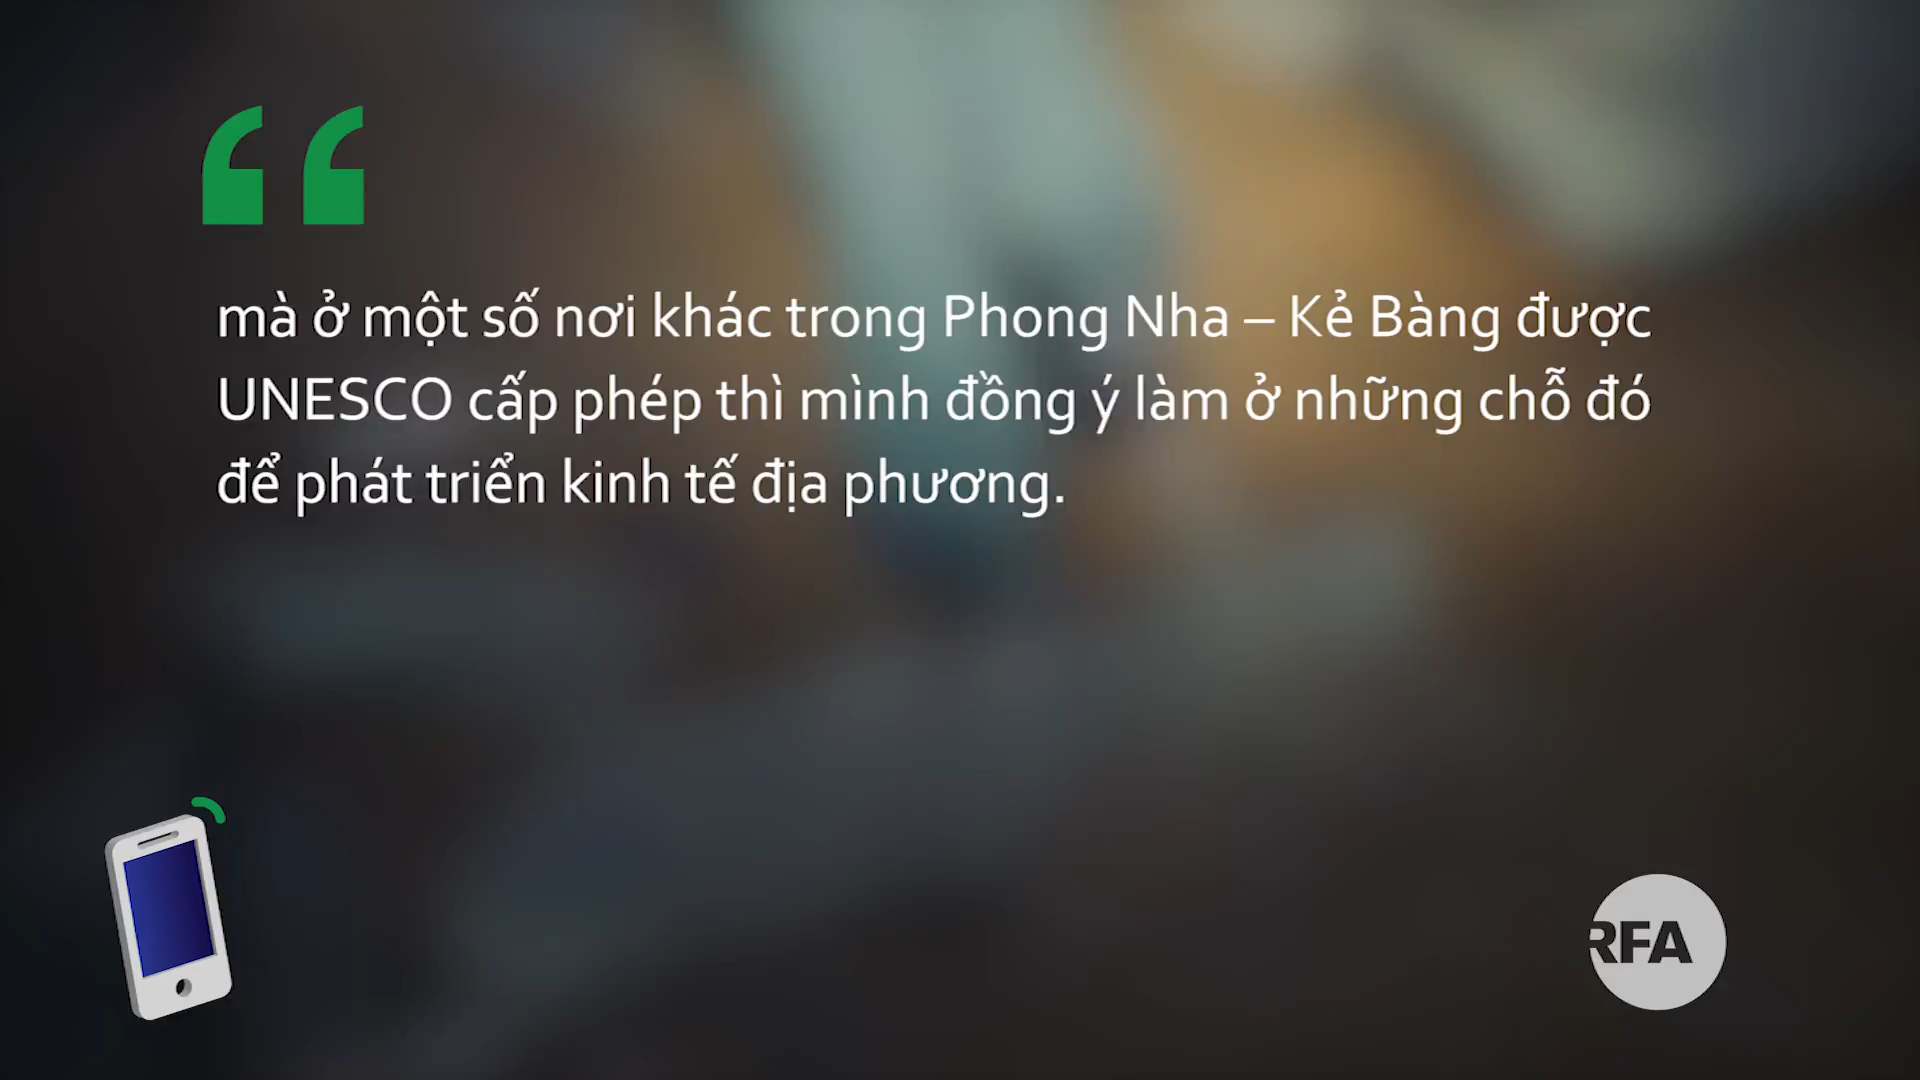 mà ở một số nơi khác trong Phong Nha – Kẻ Bàng được
UNESCO cấp phép thì mình đồng ý làm ở những chỗ đó
để phát triển kinh tế địa phương.
RFA